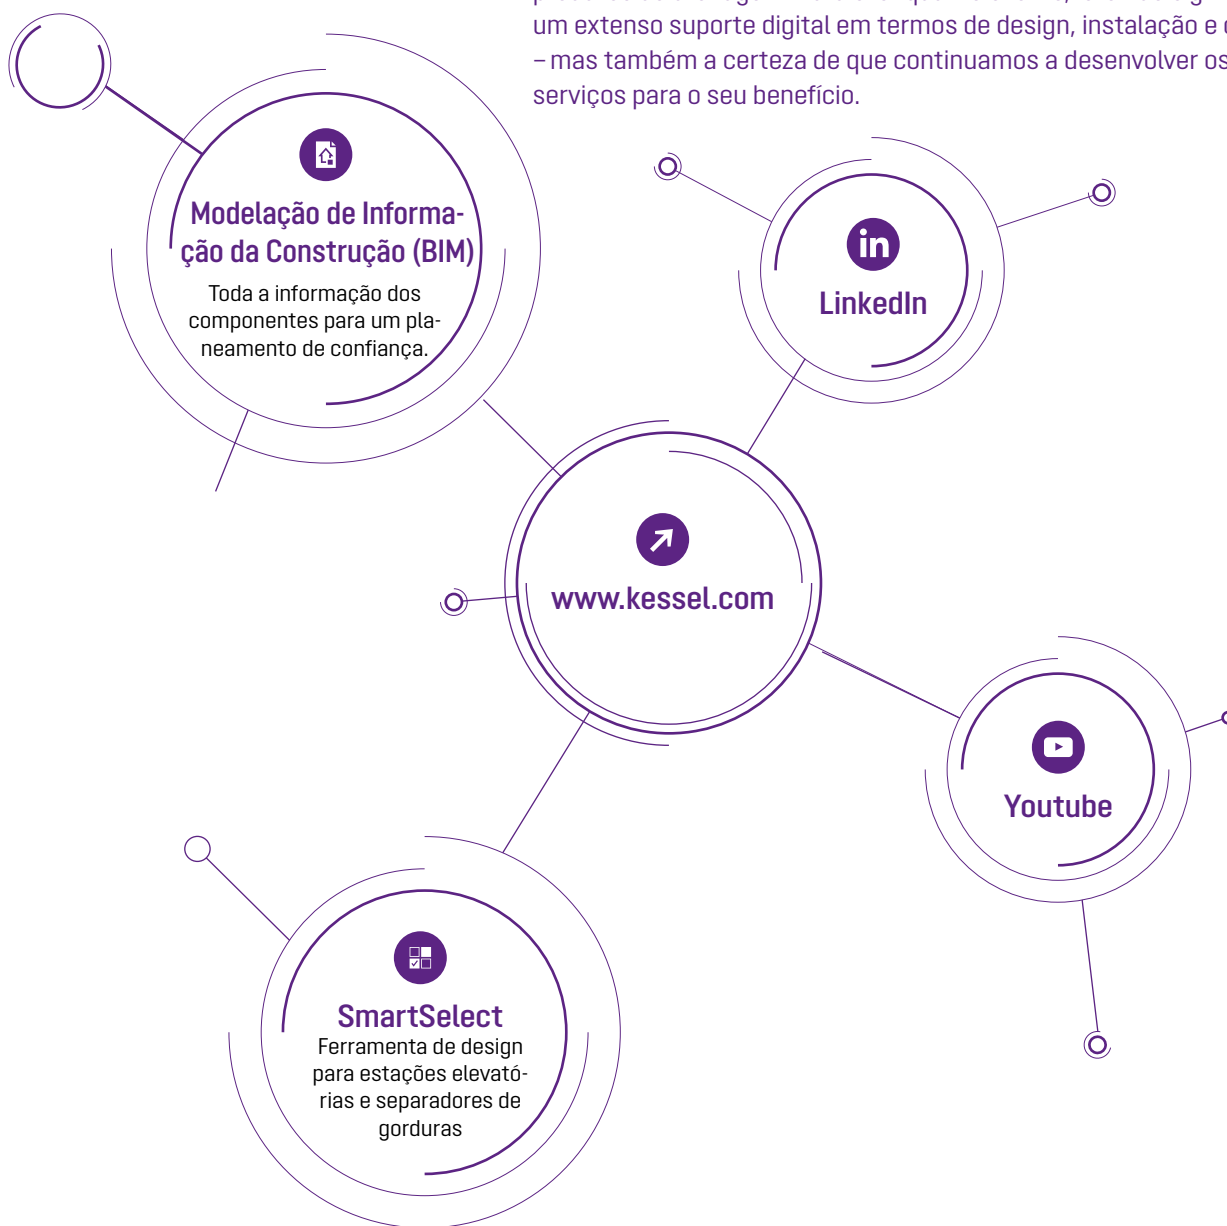 um extenso suporte digital em termos de design, instalação e
– mas também a certeza de que continuamos a desenvolver os
serviços para o seu benefício.
Modelação de Informa-
ção da Construção (BIM)
Toda a informação dos
componentes para um pla-
neamento de confiança.
in
LinkedIn
www.kessel.com
Youtube
SmartSelect
Ferramenta de design
para estações elevató-
rias e separadores de
gorduras